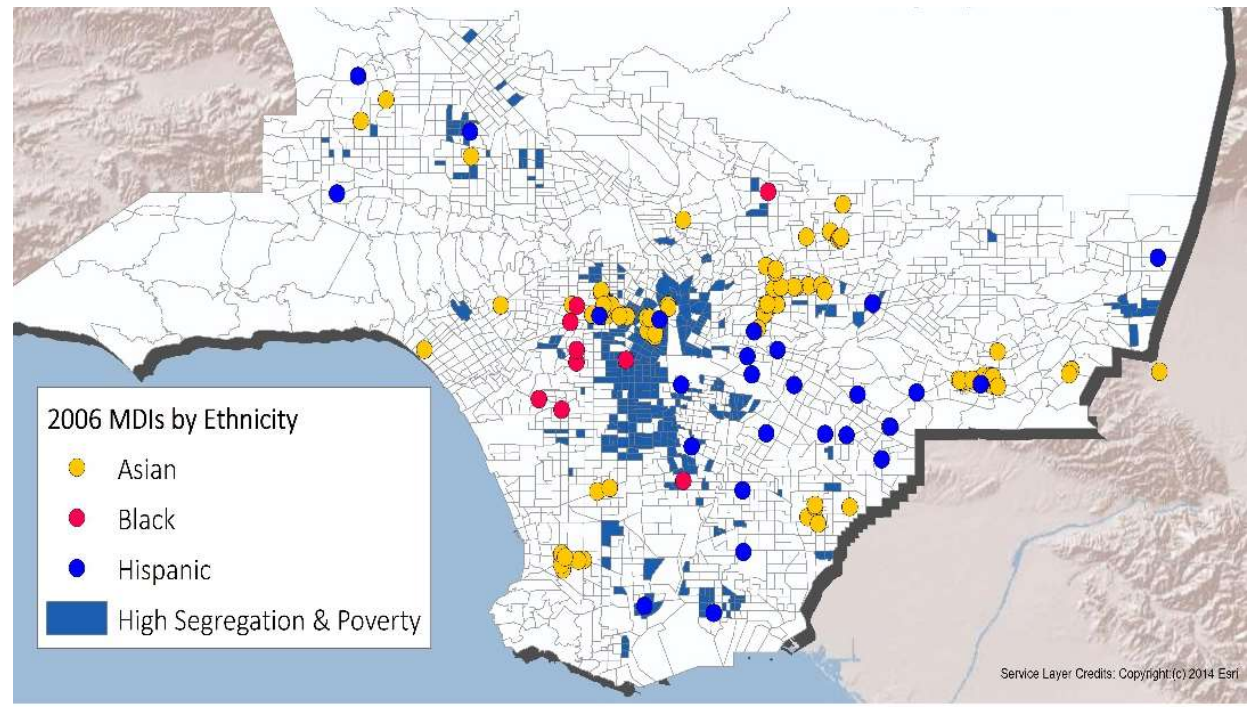 2006 MDIs by Ethnicity
Asian
Black
Hispanic
High Segregation & Poverty
Service Layer Credits: Copyright:(c) 2014 Esri